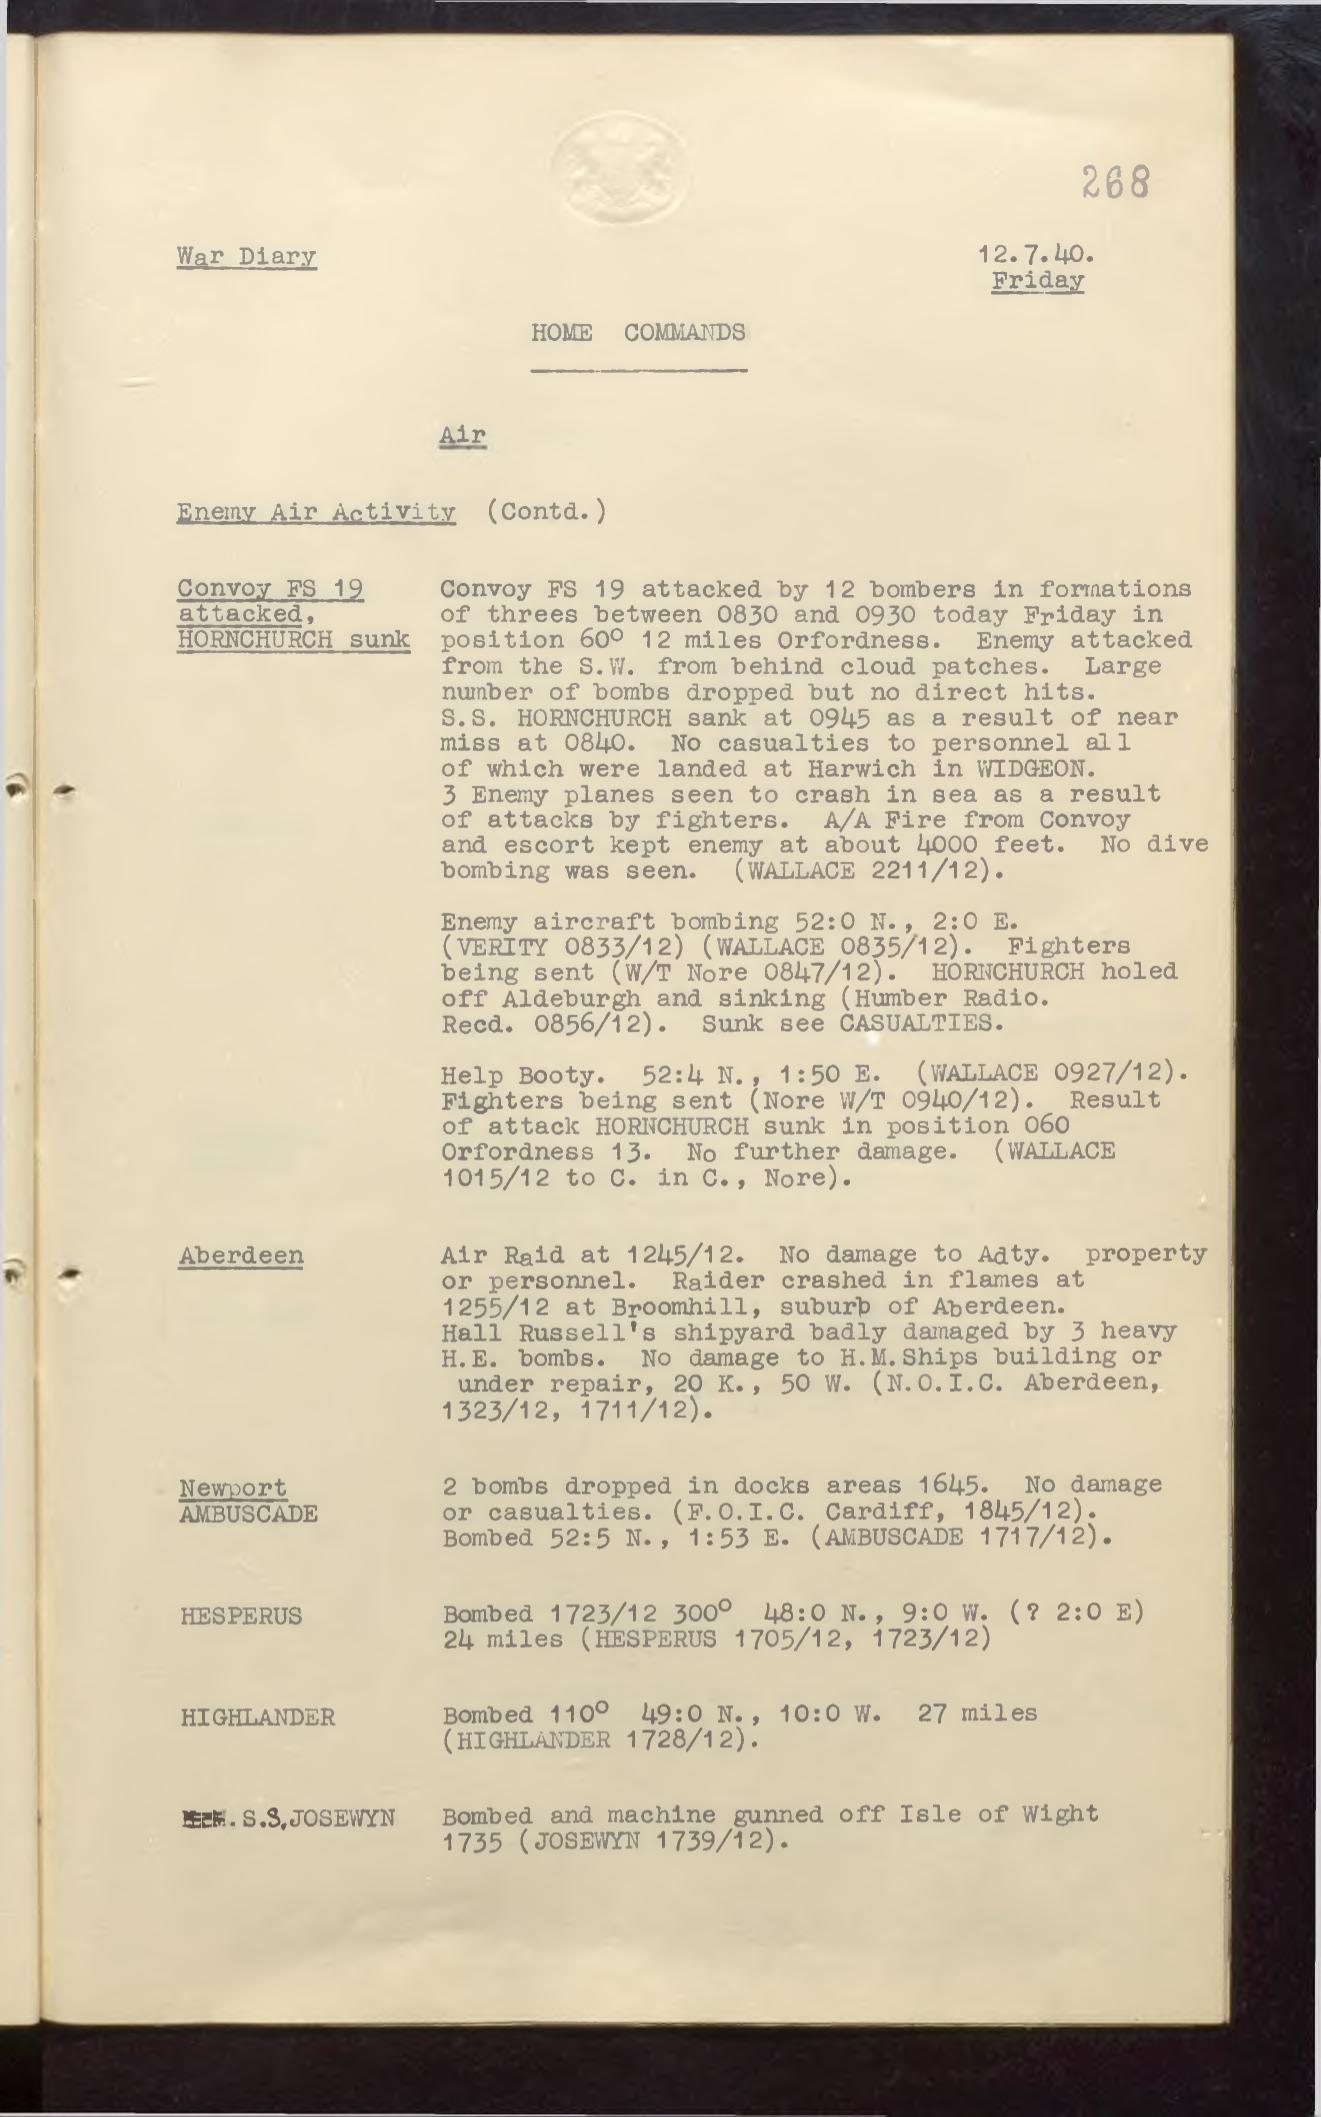 268
War Diary 12.7.40.
Friday
HOME COMMANDS
Air
Enemy Air Activity (Contd.)
Convoy FS 19
attacked,
HORNCHURCH sunk
Convoy FS 19 attacked by 12 bombers in formations
of threes between 0830 and 0930 today Friday in
position 60° 12 miles Orfordness. Enemy attacked
from the S.W. from behind cloud patches. Large
number of bombs dropped but no direct hits.
S.S. HORNCHURCH sank at 0945 as a result of near
miss at 0840. No casualties to personnel all
of which were landed at Harwich in WIDGEON.
3 Enemy planes seen to crash in sea as a result
of attacks by fighters. A/A Fire from Convoy
and escort kept enemy at about 4000 feet. No dive
bombing was seen. (WALLACE 2211/12).
Enemy aircraft bombing 52:0 N., 2:0 E.
(VERITY 0833/12) (WALLACE 0835/12). Fighters
being sent (W/T Nore 0847/12). HORNCHURCH holed
off Aldeburgh and sinking (Humber Radio.
Recd. 0856/12). Sunk see CASUALTIES.
Help Booty. 52:4 N., 1:50 E. (WALLACE 0927/12).
Fighters being sent (Nore W/T 0940/12). Result
of attack HORNCHURCH sunk in position 060
Orfordness 13. No further damage. (WALLACE
1015/12 to C. in C., Nore).
Aberdeen
Air Raid at 1245/12. No damage to Adty. property
or personnel. Raider crashed in flames at
1255/12 at Broomhill, suburb of Aberdeen.
Hall Russell's shipyard badly damaged by 3 heavy
H.E. bombs. No damage to H.M.Ships building or
under repair, 20 K., 50 W. (N.O.I.C. Aberdeen,
1323/12, 1711/12).
Newport
AMBUSCADE
2 bombs dropped in docks areas 1645. No damage
or casualties. (F.O.I.C. Cardiff, 1845/12).
Bombed 52:5 N., 1:53 E. (AMBUSCADE 1717/12).
HESPERUS
Bombed 1723/12 300° 48:0 N., 9:0 W. (? 2:0 E)
24 miles (HESPERUS 1705/12, 1723/12)
HIGHLANDER
Bombed 110° 49:0 N., 10:0 W. 27 miles
(HIGHLANDER 1728/12).
S.S. JOSEWYN
Bombed and machine gunned off Isle of Wight
1735 (JOSEWYN 1739/12).